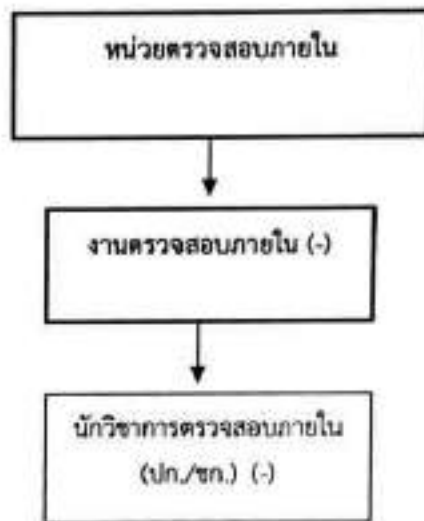 หน่วยตรวจสอบภายใน
งานตรวจสอบภายใน (-)
นักวิชาการตรวจสอบภายใน
(ปก./ชก.) (-)